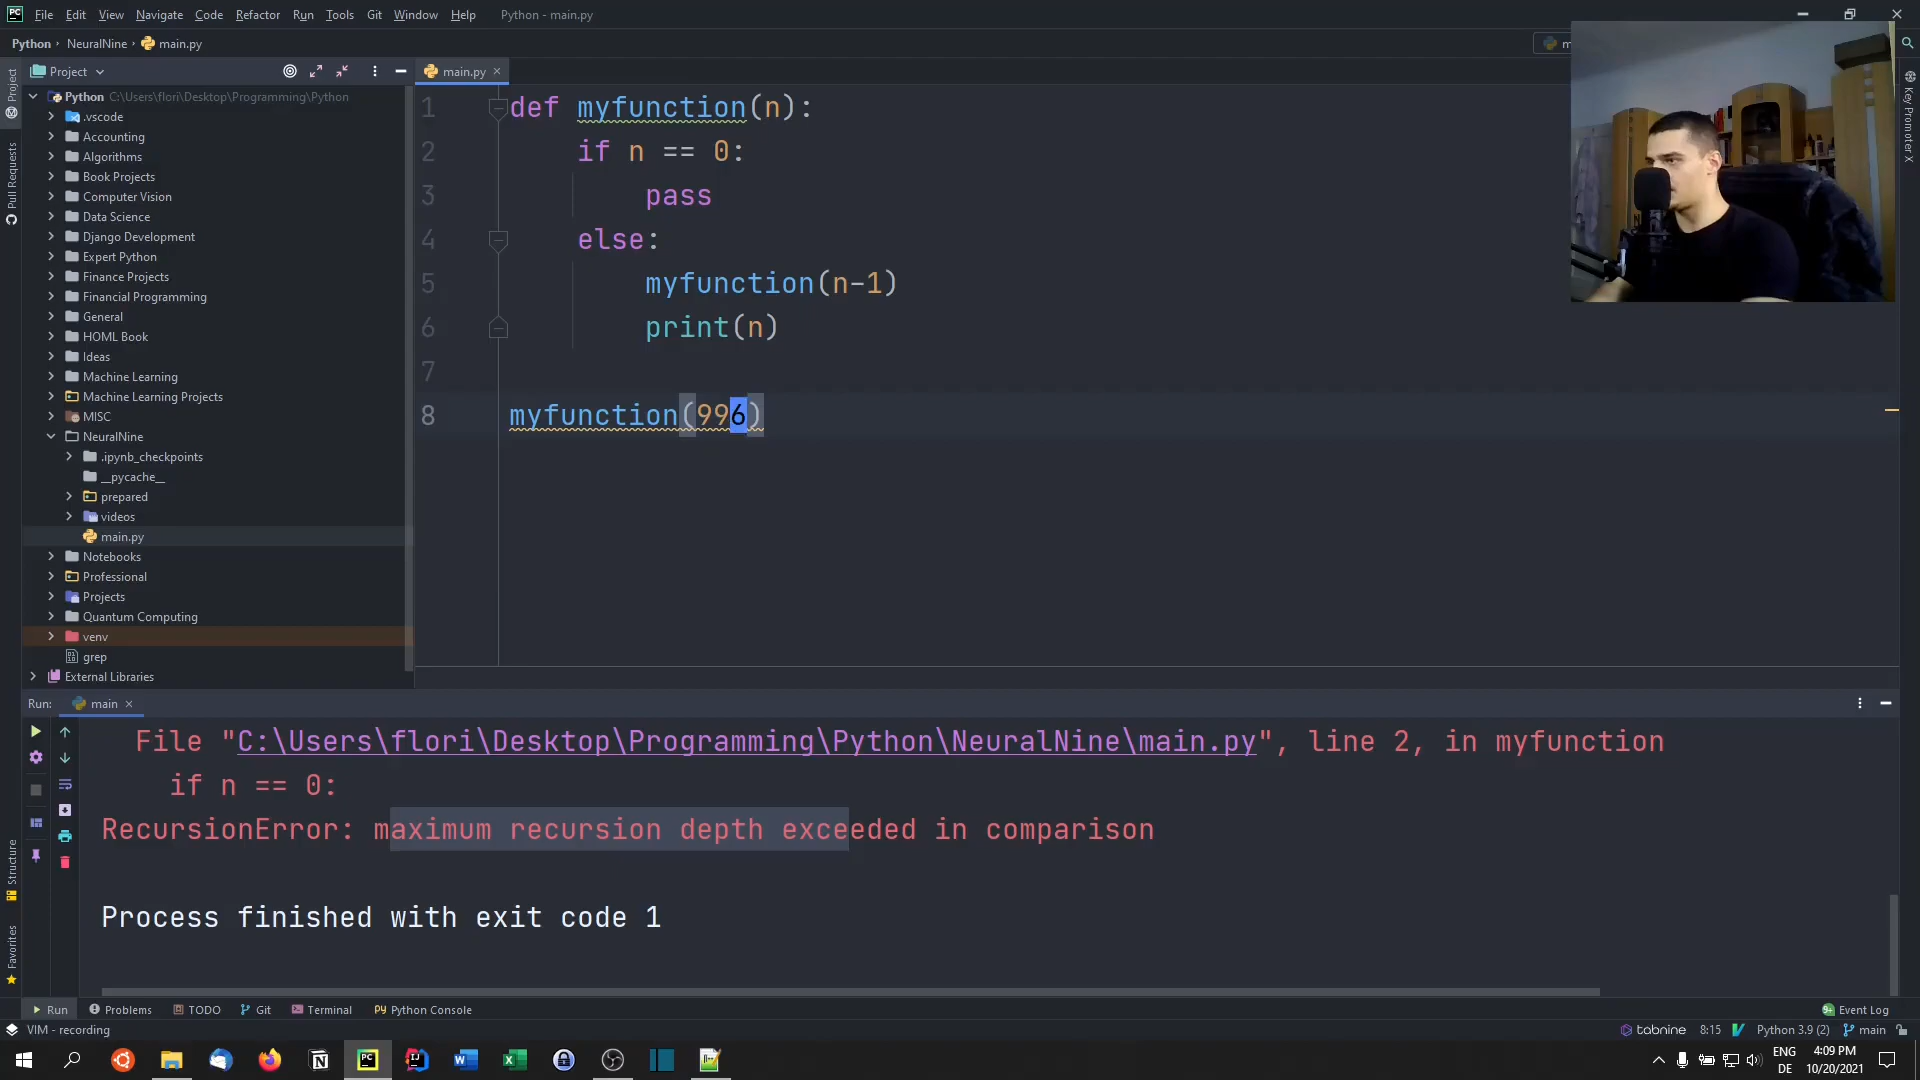 File Edit View Navigate Code Refactor Run Tools Git Window Help Python - main.py
Python NeuralNine main.py
Project
main.py
Project
Pull Requests
Key Promoter X
Python C:\Users\flori\Desktop\Programming\Python
.vscode
Accounting
Algorithms
Book Projects
Computer Vision
Data Science
Django Development
Expert Python
Finance Projects
Financial Programming
General
HOML Book
Ideas
Machine Learning
Machine Learning Projects
MISC
NeuralNine
.ipynb_checkpoints
__pycache__
prepared
videos
main.py
Notebooks
Professional
Projects
Quantum Computing
venv
grep
External Libraries
1 def myfunction(n):
2 if n == 0:
3 pass
4 else:
5 myfunction(n-1)
6 print(n)
7
8 myfunction(996)
Run: main
File "C:\Users\flori\Desktop\Programming\Python\NeuralNine\main.py", line 2, in myfunction
if n == 0:
RecursionError: maximum recursion depth exceeded in comparison
Process finished with exit code 1
Structure
Favorites
Run Problems TODO Git Terminal Python Console Event Log
VIM - recording tabnine 8:15 Python 3.9 (2) main
ENG 4:09 PM
DE 10/20/2021